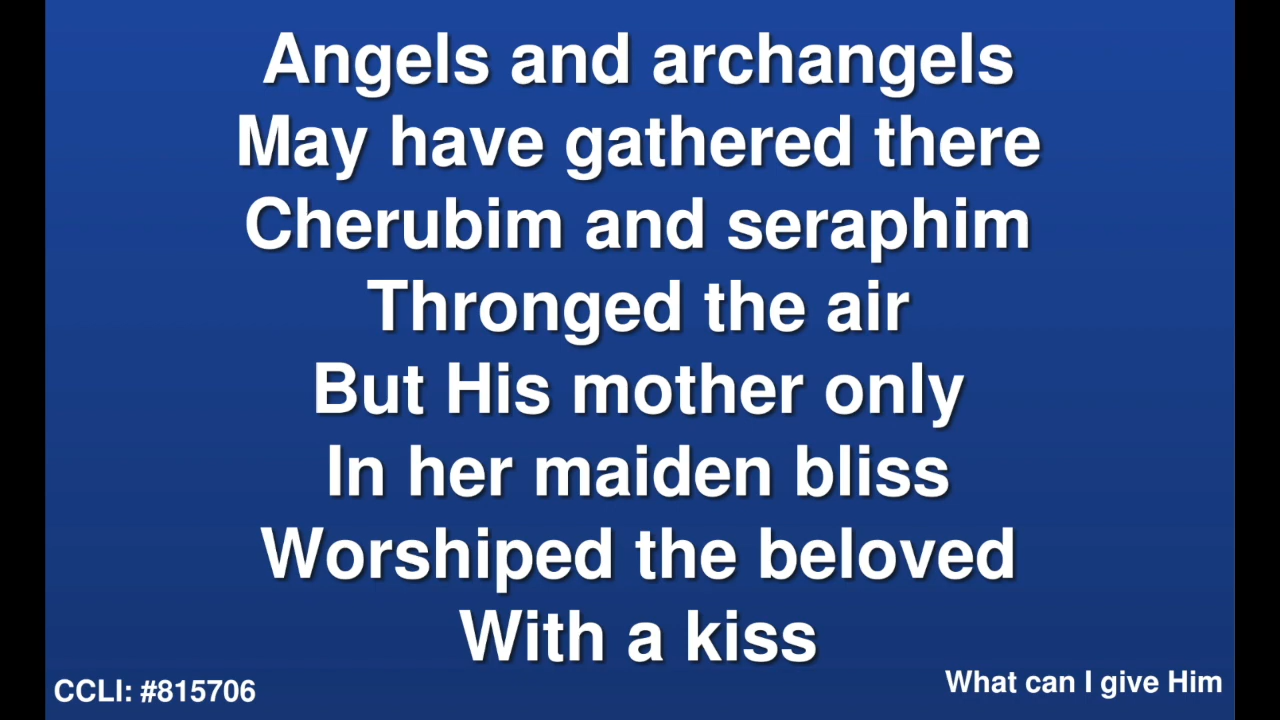 Angels and archangels
May have gathered there
Cherubim and seraphim
Thronged the air
But His mother only
In her maiden bliss
Worshiped the beloved
With a kiss
CCLI: #815706
What can I give Him